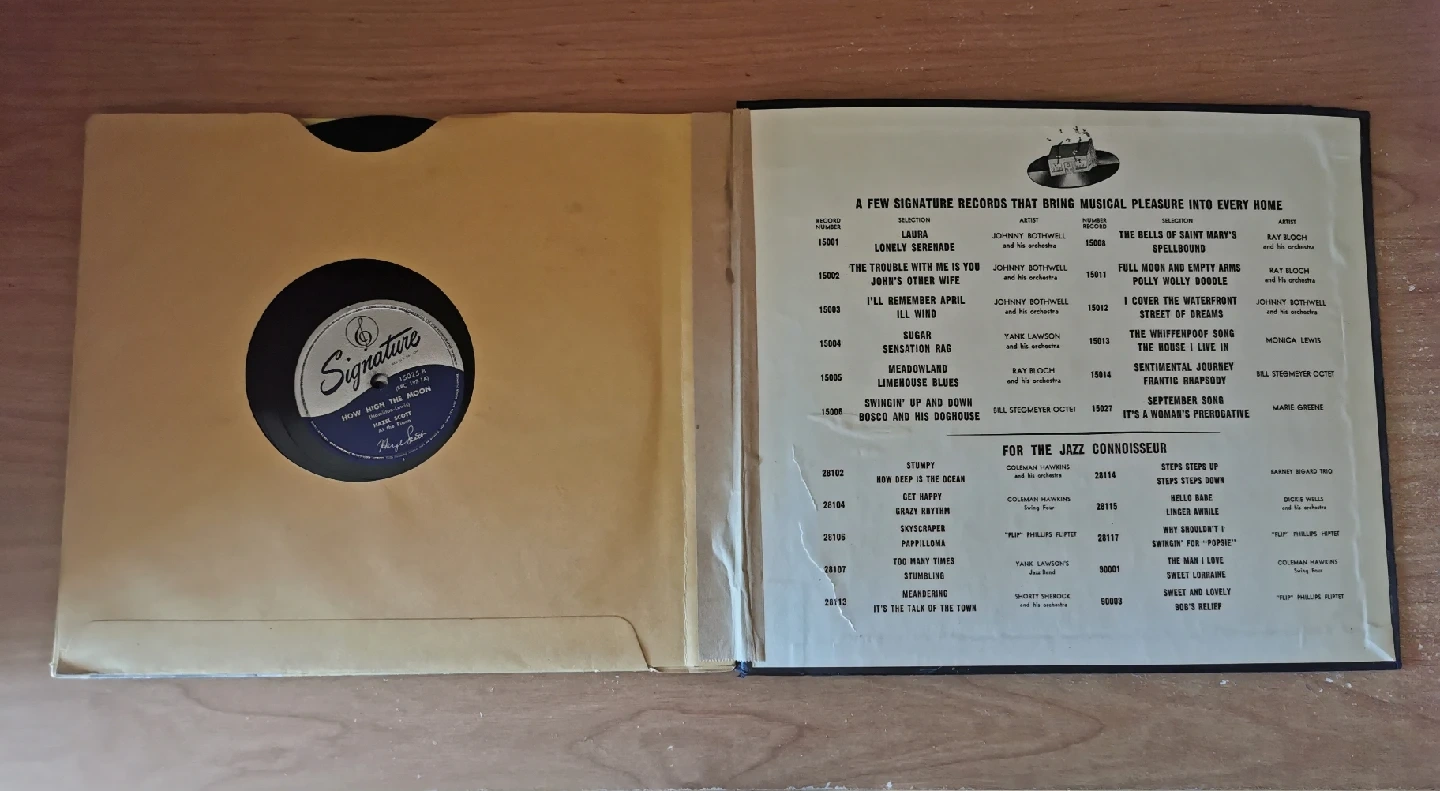 Signature
15025 A
HOW HIGH THE MOON
HAZEL SCOTT
At the Piano
Hazel Scott
A FEW SIGNATURE RECORDS THAT BRING MUSICAL PLEASURE INTO EVERY HOME
RECORD NUMBER SELECTION ARTIST NUMBER RECORD SELECTION ARTIST
15001 LAURA JOHNNY BOTHWELL THE BELLS OF SAINT MARY'S RAY BLOCH
LONELY SERENADE and his orchestra SPELLBOUND and his orchestra
15002 THE TROUBLE WITH ME IS YOU JOHNNY BOTHWELL 15011 FULL MOON AND EMPTY ARMS RAY BLOCH
JOHN'S OTHER WIFE and his orchestra POLLY WOLLY DOODLE and his orchestra
15003 I'LL REMEMBER APRIL JOHNNY BOTHWELL 15012 I COVER THE WATERFRONT JOHNNY BOTHWELL
ILL WIND and his orchestra STREET OF DREAMS and his orchestra
15004 SUGAR YANK LAWSON 15013 THE WHIFFENPOOF SONG MONICA LEWIS
SENSATION RAG and his orchestra THE HOUSE I LIVE IN
15005 MEADOWLAND RAY BLOCH 15014 SENTIMENTAL JOURNEY BILL STEGMEYER OCTET
LIMEHOUSE BLUES and his orchestra FRANTIC RHAPSODY
15006 SWINGIN' UP AND DOWN BILL STEGMEYER OCTET 15027 SEPTEMBER SONG MARIE GREENE
BOSCO AND HIS DOGHOUSE IT'S A WOMAN'S PREROGATIVE
FOR THE JAZZ CONNOISSEUR
28102 STUMPY COLEMAN HAWKINS 28114 STEPS STEPS UP BARNEY BIGARD TRIO
HOW DEEP IS THE OCEAN and his orchestra STEPS STEPS DOWN
28104 GET HAPPY COLEMAN HAWKINS 28115 HELLO BABE DICKIE WELLS
CRAZY RHYTHM Swing Four LINGER AWHILE and his orchestra
28106 SKYSCRAPER "FLIP" PHILLIPS FLIPTET 28117 WHY SHOULDN'T I "FLIP" PHILLIPS FLIPTET
PAPPILLOMA SWINGIN' FOR "POPSIE"
28107 TOO MANY TIMES YANK LAWSON'S 90001 THE MAN I LOVE COLEMAN HAWKINS
STUMBLING Jazz Band SWEET LORRAINE Swing Four
MEANDERING SHORTY SHEROCK SWEET AND LOVELY "FLIP" PHILLIPS FLIPTET
IT'S THE TALK OF THE TOWN and his orchestra BOB'S RELIEF